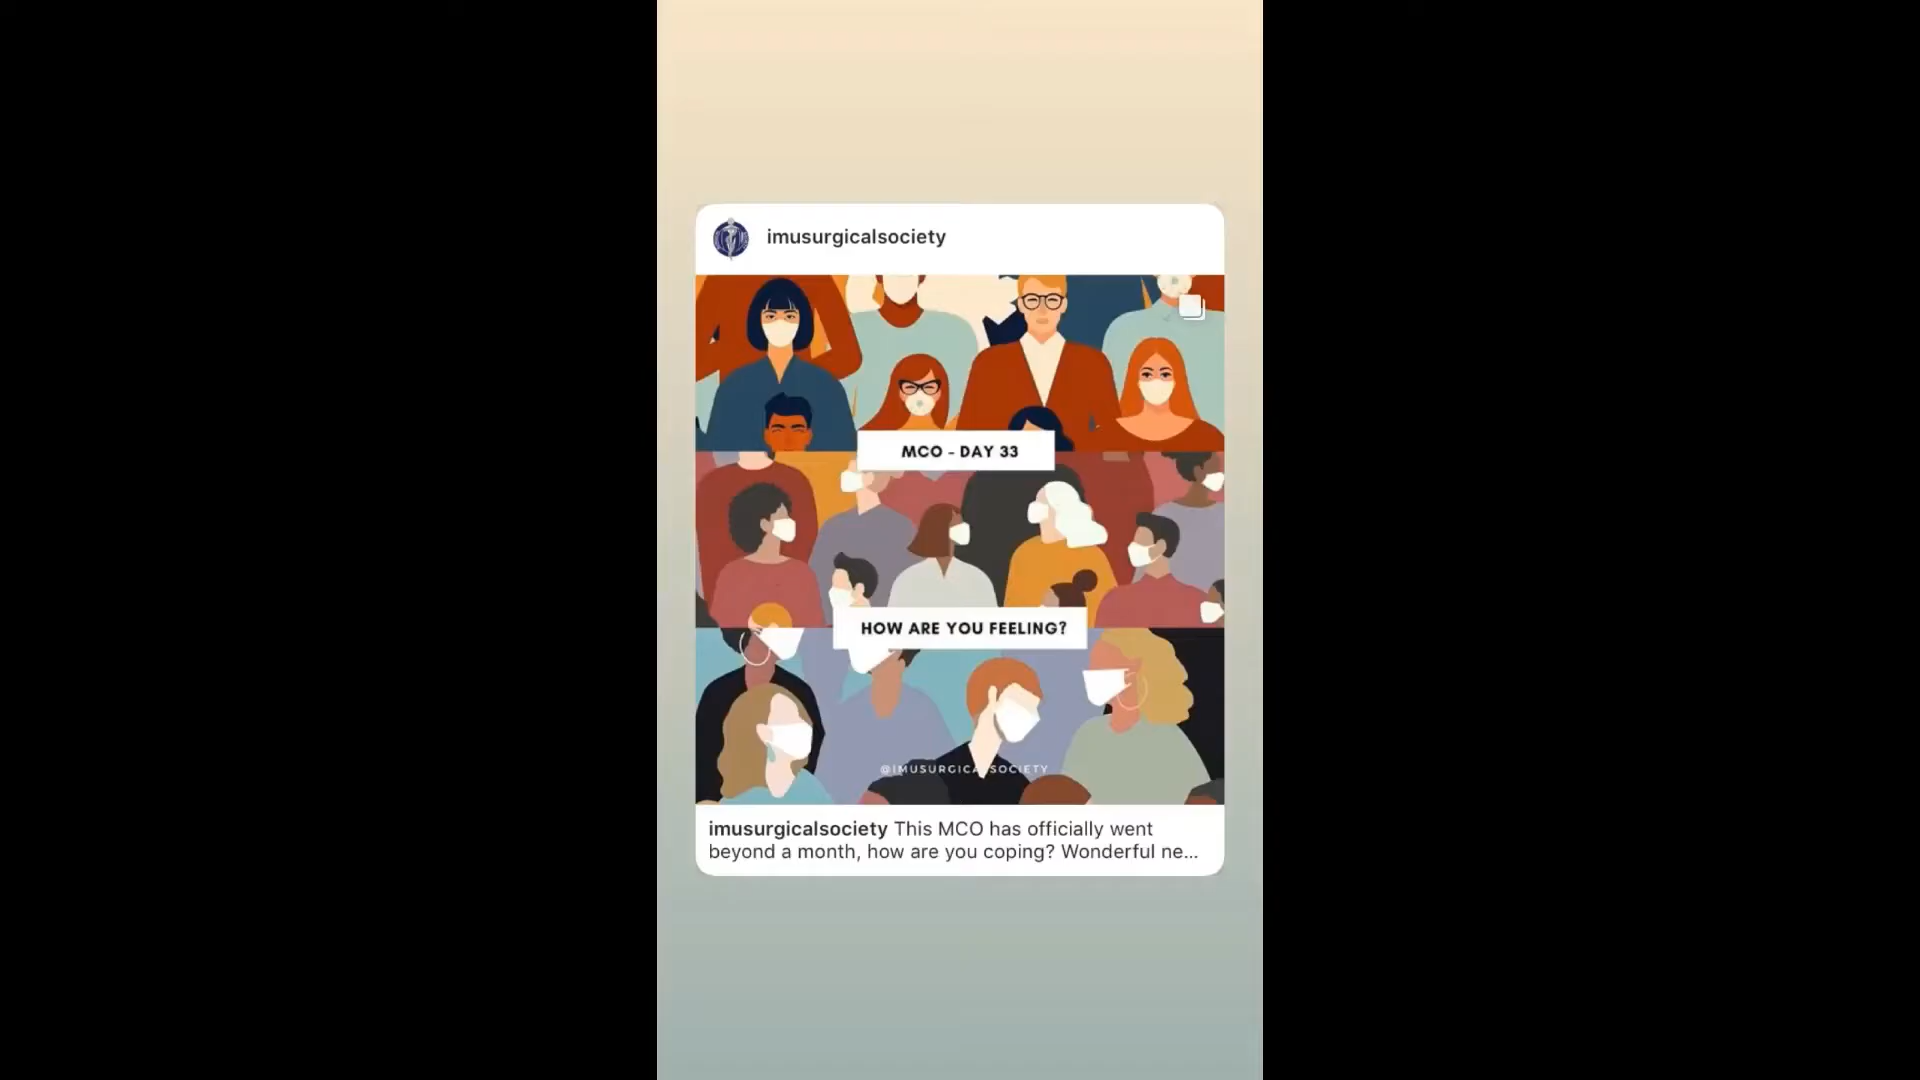 imusurgicalsociety
MCO - DAY 33
HOW ARE YOU FEELING?
@IMUSURGICALSOCIETY
imusurgicalsociety This MCO has officially went
beyond a month, how are you coping? Wonderful ne...